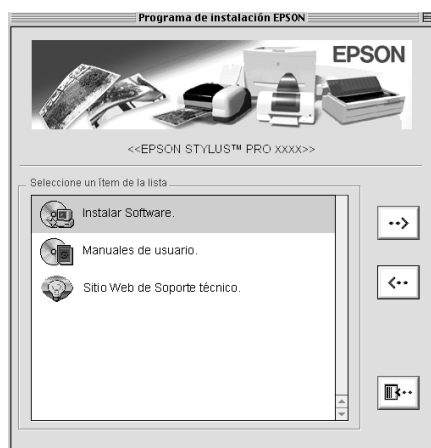 Programa de instalación EPSON
EPSON
<<EPSON STYLUS™ PRO XXXX>>
Seleccione un ítem de la lista
Instalar Software.
Manuales de usuario.
Sitio Web de Soporte técnico.